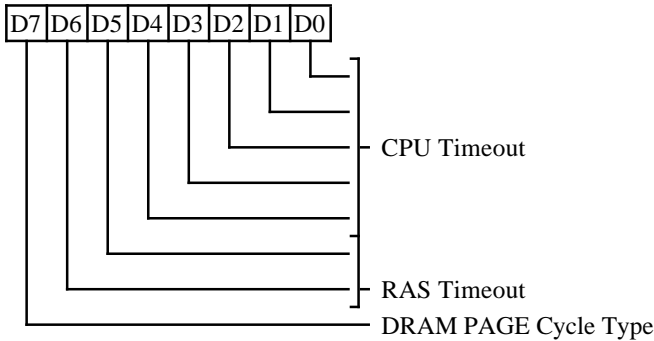 D7 D6 D5 D4 D3 D2 D1 D0
CPU Timeout
RAS Timeout
DRAM PAGE Cycle Type